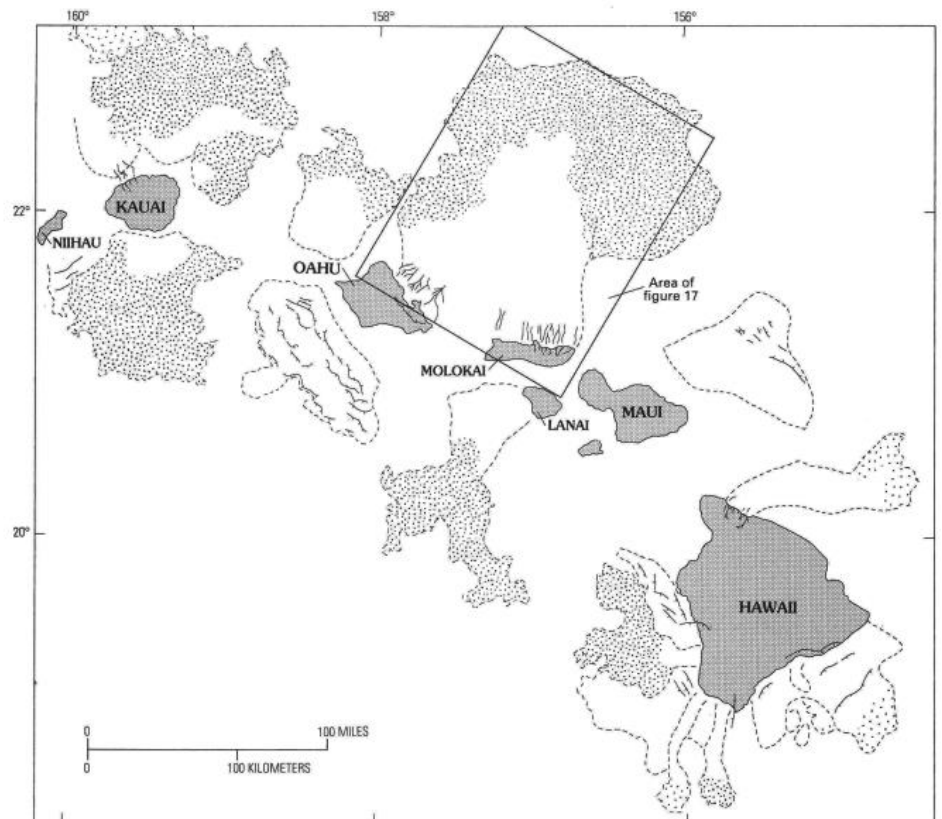 160°
158°
156°
22°
KAUAI
NIIHAU
OAHU
Area of
figure 17
MOLOKAI
MAUI
LANAI
20°
HAWAII
0
100 MILES
0
100 KILOMETERS